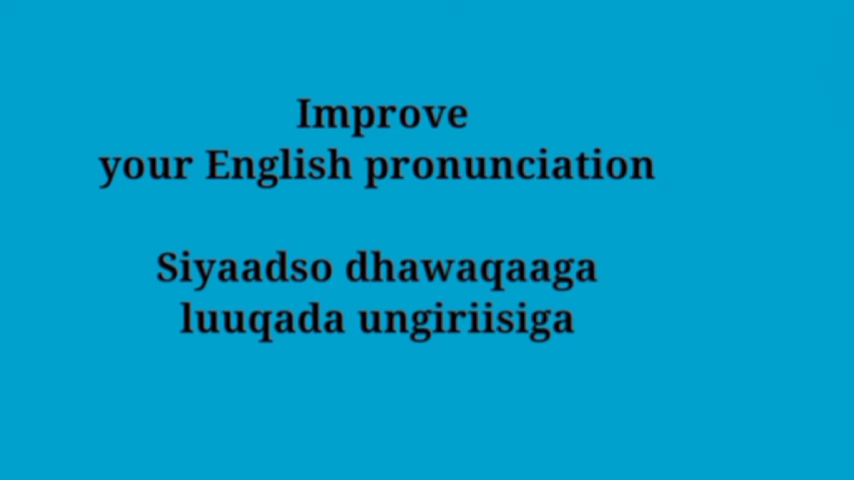 Improve
your English pronunciation
Siyaadso dhawaqaaga
luuqada ungiriisiga